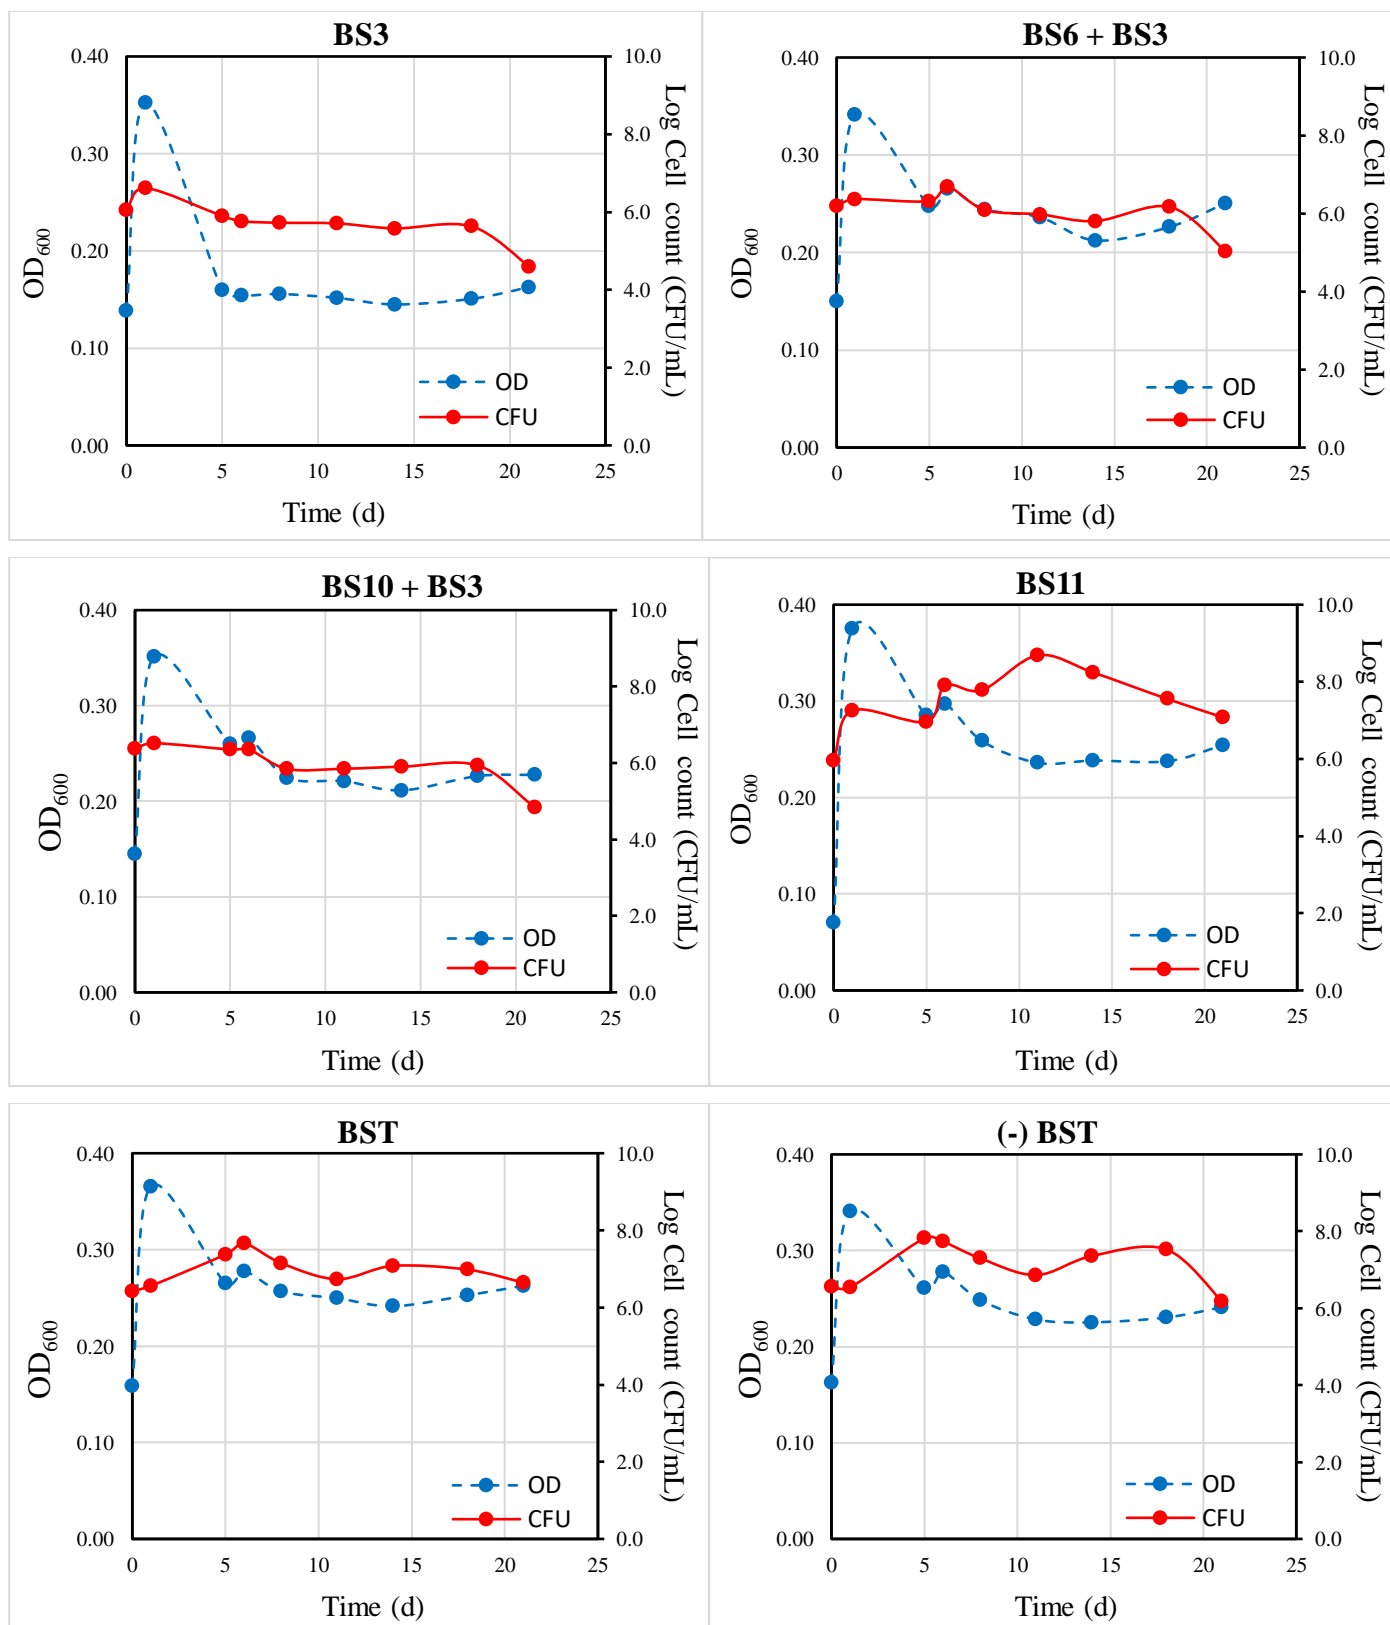 BS3
0.40
0.30
0.20
0.10
0.00
OD600
10.0
8.0
6.0
4.0
2.0
0.0
Log Cell count (CFU/mL)
OD
CFU
0 5 10 15 20 25
Time (d)
BS6 + BS3
0.40
0.30
0.20
0.10
0.00
OD600
10.0
8.0
6.0
4.0
2.0
0.0
Log Cell count (CFU/mL)
OD
CFU
0 5 10 15 20 25
Time (d)
BS10 + BS3
0.40
0.30
0.20
0.10
0.00
OD600
10.0
8.0
6.0
4.0
2.0
0.0
Log Cell count (CFU/mL)
OD
CFU
0 5 10 15 20 25
Time (d)
BS11
0.40
0.30
0.20
0.10
0.00
OD600
10.0
8.0
6.0
4.0
2.0
0.0
Log Cell count (CFU/mL)
OD
CFU
0 5 10 15 20 25
Time (d)
BST
0.40
0.30
0.20
0.10
0.00
OD600
10.0
8.0
6.0
4.0
2.0
0.0
Log Cell count (CFU/mL)
OD
CFU
0 5 10 15 20 25
Time (d)
(-) BST
0.40
0.30
0.20
0.10
0.00
OD600
10.0
8.0
6.0
4.0
2.0
0.0
Log Cell count (CFU/mL)
OD
CFU
0 5 10 15 20 25
Time (d)